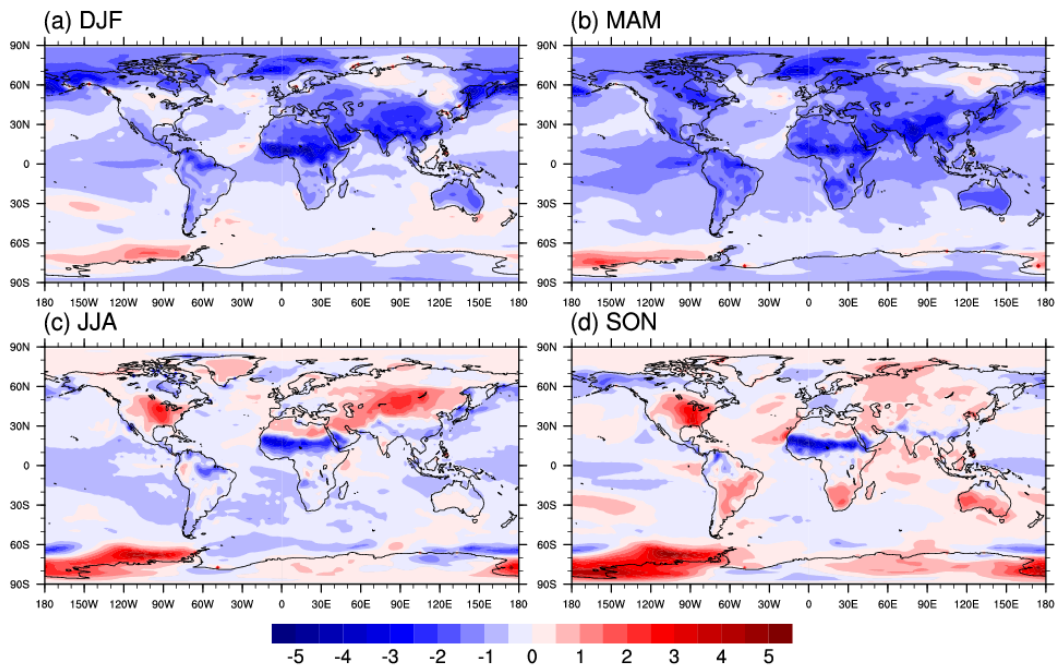 (a) DJF
(b) MAM
90N
60N
30N
0
30S
60S
90S
180 150W 120W 90W 60W 30W 0 30E 60E 90E 120E 150E 180
90N
60N
30N
0
30S
60S
90S
180 150W 120W 90W 60W 30W 0 30E 60E 90E 120E 150E 180
(c) JJA
(d) SON
90N
60N
30N
0
30S
60S
90S
180 150W 120W 90W 60W 30W 0 30E 60E 90E 120E 150E 180
90N
60N
30N
0
30S
60S
90S
180 150W 120W 90W 60W 30W 0 30E 60E 90E 120E 150E 180
-5 -4 -3 -2 -1 0 1 2 3 4 5